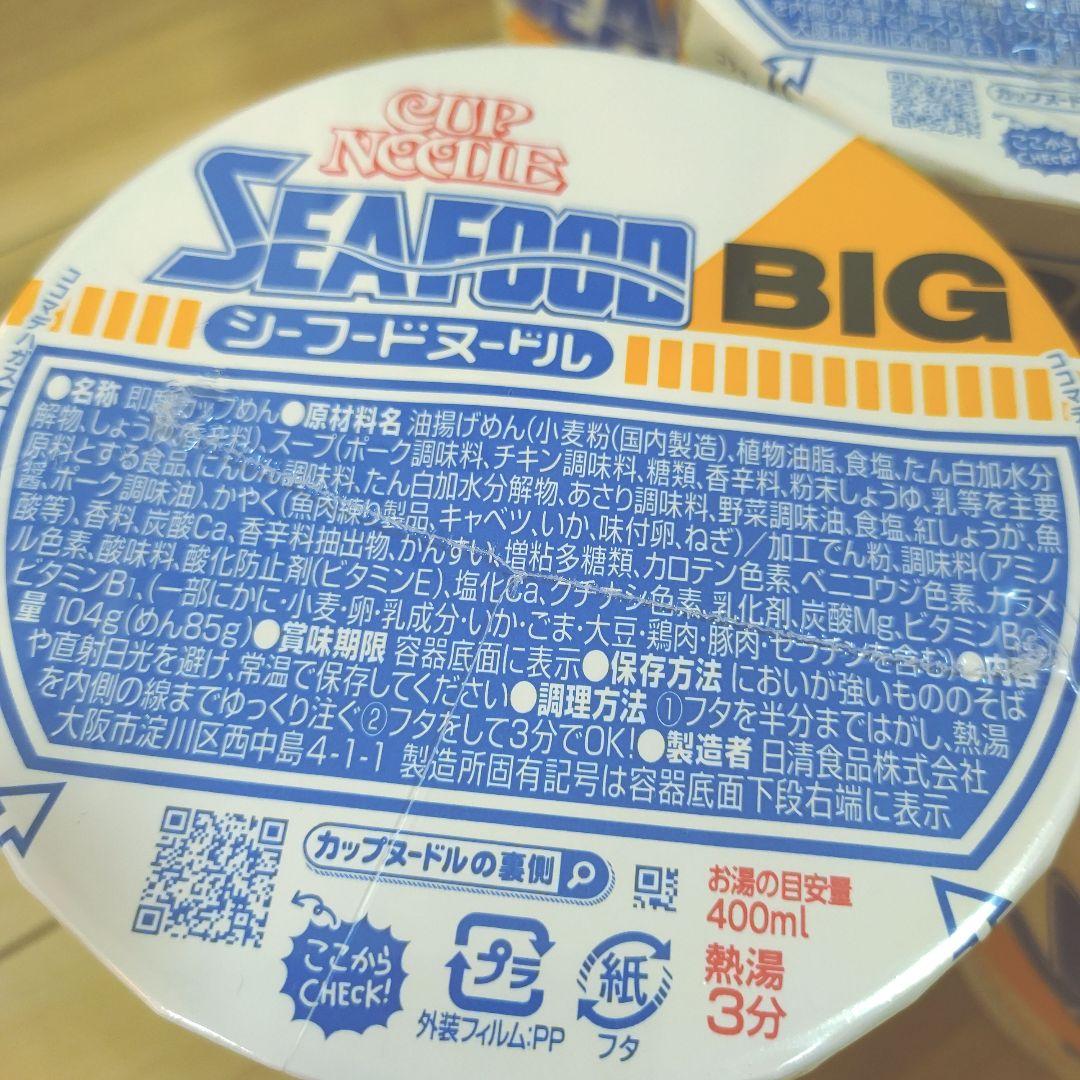 CUP
NOODLE
SEAFOOD
BIG
シーフードヌードル
ココマデハガス
●名称 即席カップめん●原材料名 油揚げめん(小麦粉(国内製造)、植物油脂、食塩、たん白加水分
解物、しょうゆ、香辛料)、スープ(ポーク調味料、チキン調味料、糖類、香辛料、粉末しょうゆ、乳等を主要
原料とする食品、にんじん調味料、たん白加水分解物、あさり調味料、野菜調味油、食塩、紅しょうが、魚
醤、ポーク調味油)、かやく(魚肉練り製品、キャベツ、いか、味付卵、ねぎ)/加工でん粉、調味料(アミノ
酸等)、香料、炭酸Ca、香辛料抽出物、かんすい、増粘多糖類、カロテン色素、ベニコウジ色素、カラメ
ル色素、酸味料、酸化防止剤(ビタミンE)、塩化Ca、クチナシ色素、乳化剤、炭酸Mg、ビタミンB₂、
ビタミンB₁、(一部にかに・小麦・卵・乳成分・いか・ごま・大豆・鶏肉・豚肉・ゼラチンを含む)●内容
量 104g(めん85g)●賞味期限 容器底面に表示●保存方法 においが強いもののそば
や直射日光を避け、常温で保存してください●調理方法 ①フタを半分まではがし、熱湯
を内側の線までゆっくり注ぐ②フタをして3分でOK!●製造者 日清食品株式会社
大阪市淀川区西中島4-1-1 製造所固有記号は容器底面下段右端に表示
カップヌードルの裏側
ここから
CHECK!
プラ
外装フィルム:PP
紙
フタ
お湯の目安量
400ml
熱湯
3分
カップヌード
ここから
CHECK!